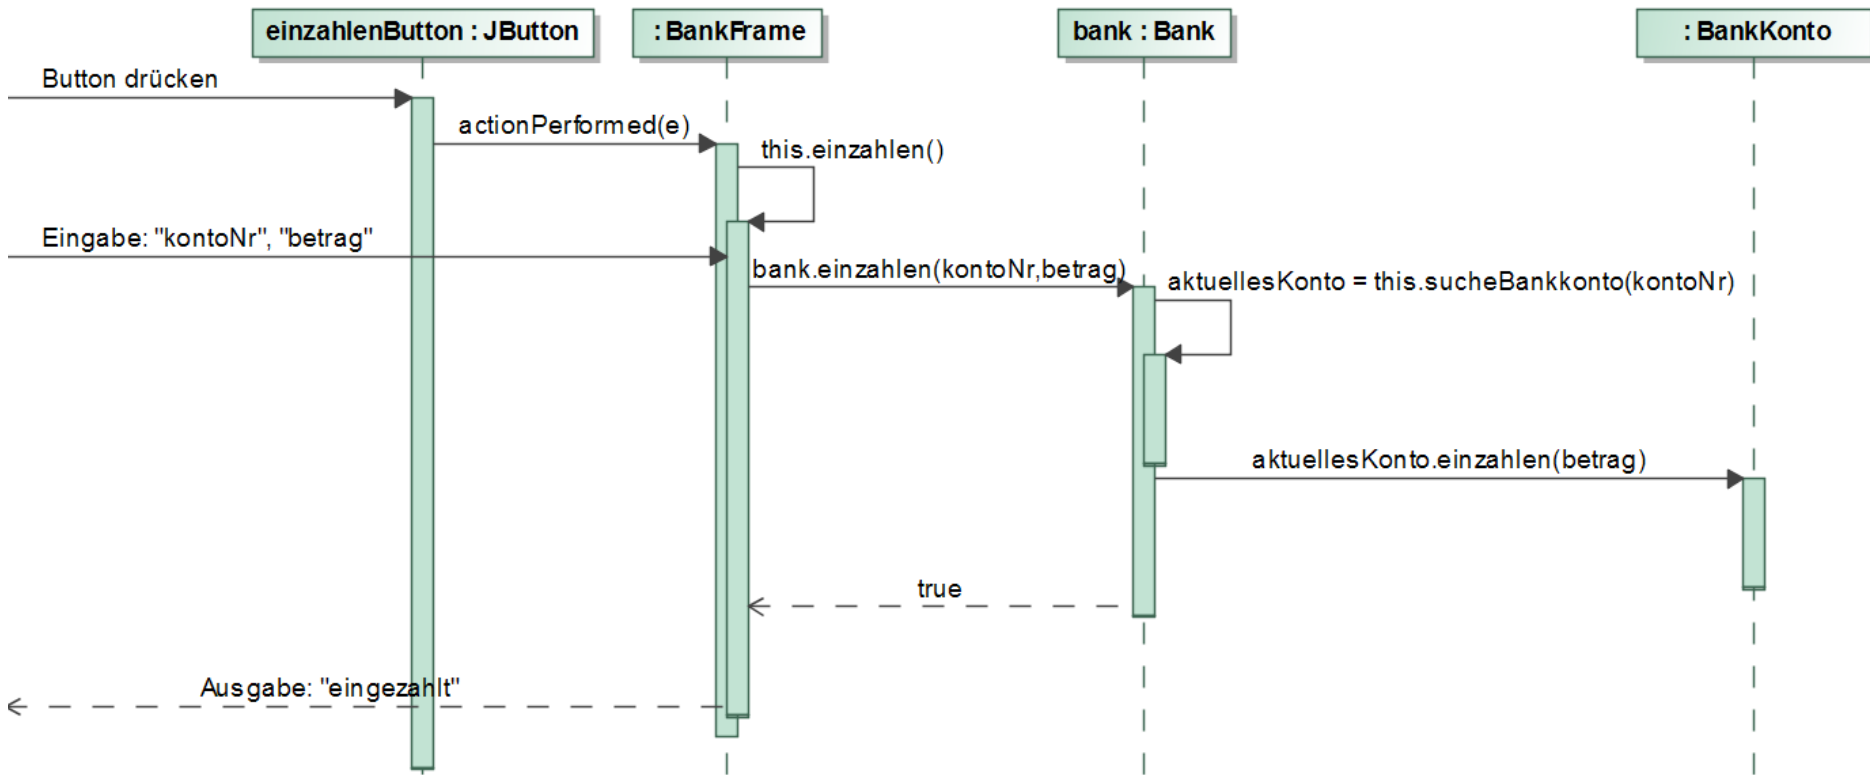 einzahlenButton : JButton
: BankFrame
bank : Bank
: BankKonto
Button drücken
actionPerformed(e)
this.einzahlen()
Eingabe: "kontoNr", "betrag"
bank.einzahlen(kontoNr,betrag)
aktuellesKonto = this.sucheBankkonto(kontoNr)
aktuellesKonto.einzahlen(betrag)
true
Ausgabe: "eingezahlt"